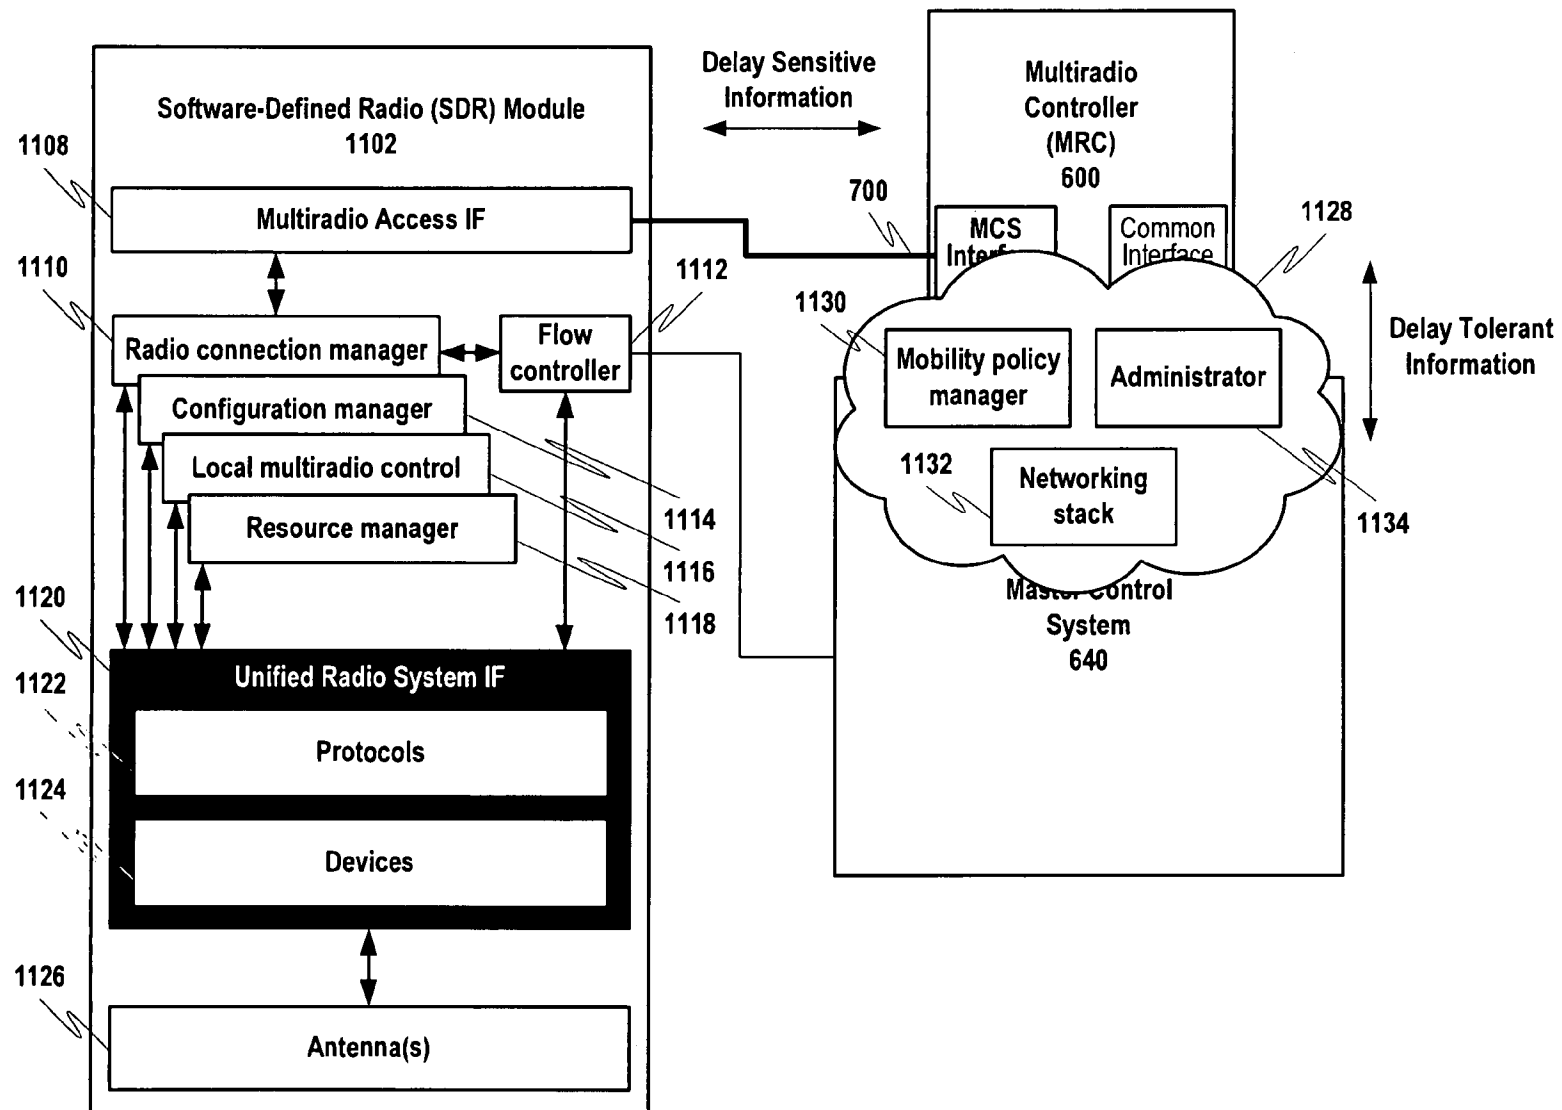 Software-Defined Radio (SDR) Module
1102
1108
Multiradio Access IF
1110
Radio connection manager
Flow
controller
1112
Configuration manager
Local multiradio control
Resource manager
1114
1116
1118
1120
Unified Radio System IF
1122
Protocols
1124
Devices
1126
Antenna(s)
Delay Sensitive
Information
Multiradio
Controller
(MRC)
600
700
MCS
Interface
Common
Interface
1128
1130
Mobility policy
manager
Administrator
Delay Tolerant
Information
1132
Networking
stack
1134
Master Control
System
640